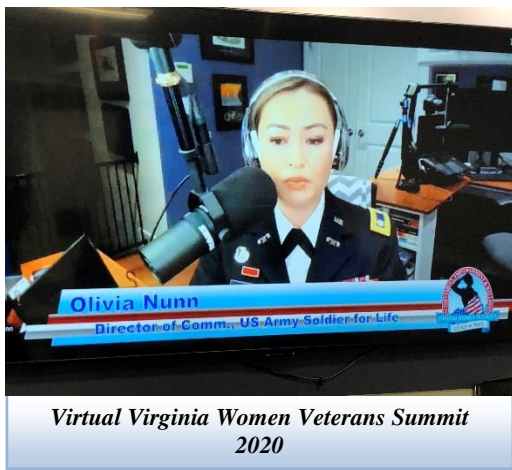 Olivia Nunn
Director of Comm., US Army Soldier for Life
Virtual Virginia Women Veterans Summit
2020